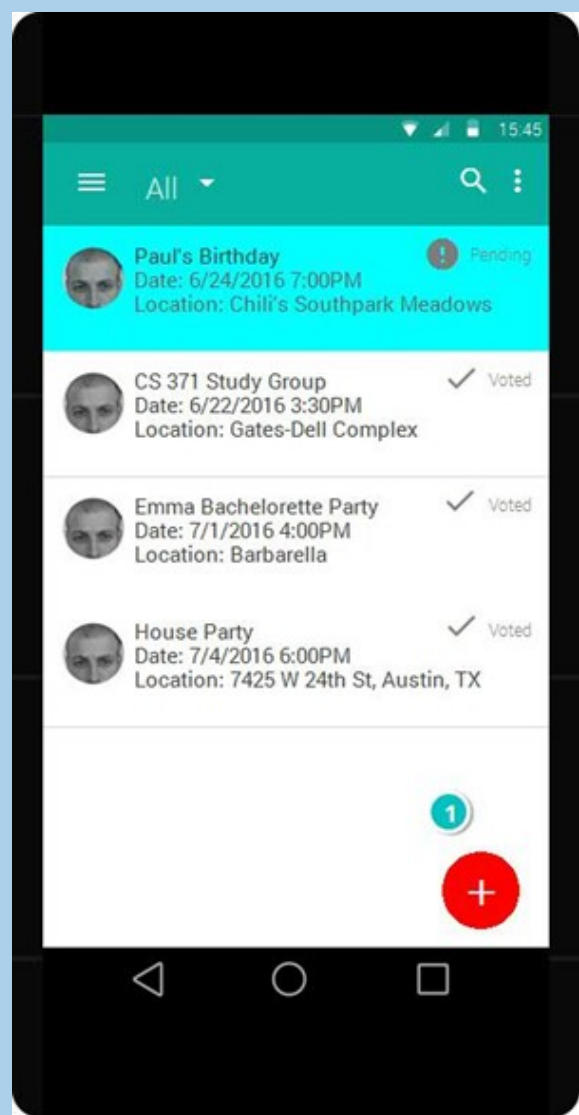 15:45
All
Paul's Birthday
Pending
Date: 6/24/2016 7:00PM
Location: Chili's Southpark Meadows
CS 371 Study Group
Voted
Date: 6/22/2016 3:30PM
Location: Gates-Dell Complex
Emma Bachelorette Party
Voted
Date: 7/1/2016 4:00PM
Location: Barbarella
House Party
Voted
Date: 7/4/2016 6:00PM
Location: 7425 W 24th St, Austin, TX
1